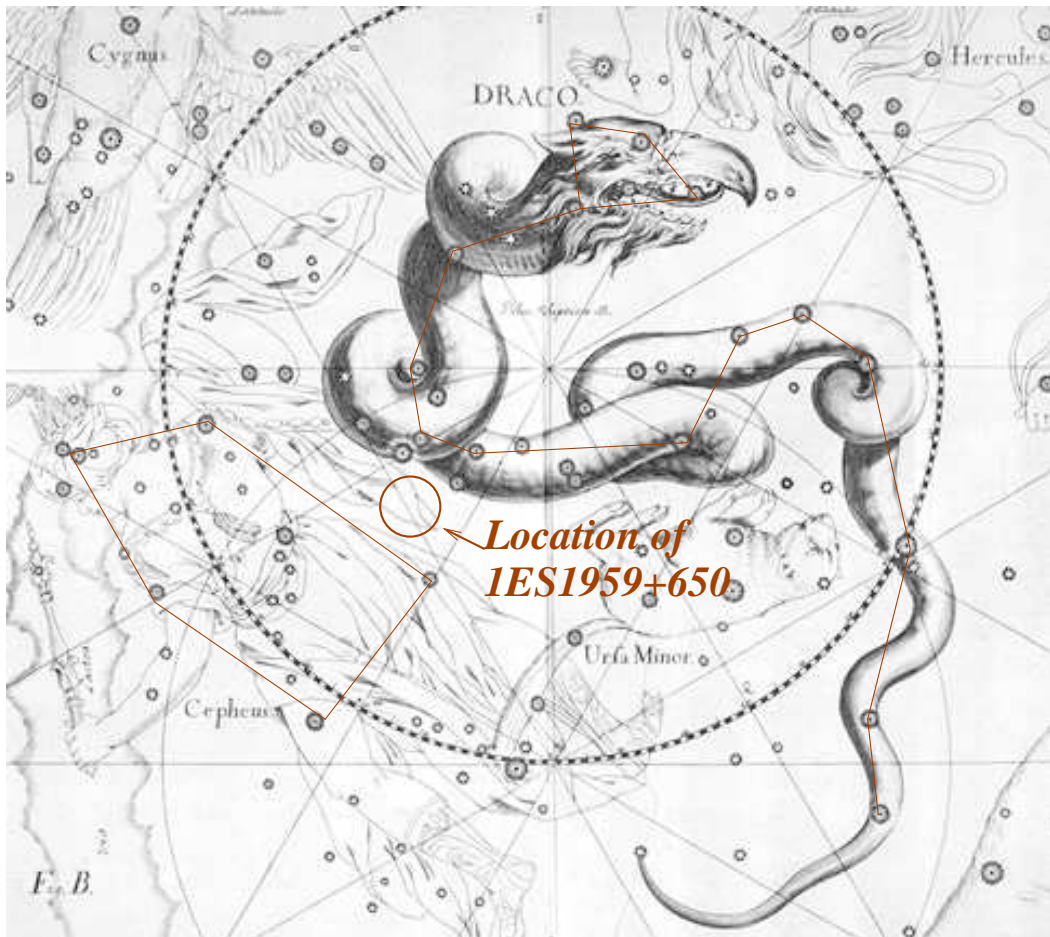 Cygnus
Hercules
DRACO
Location of
1ES1959+650
Ursa Minor
Cepheus